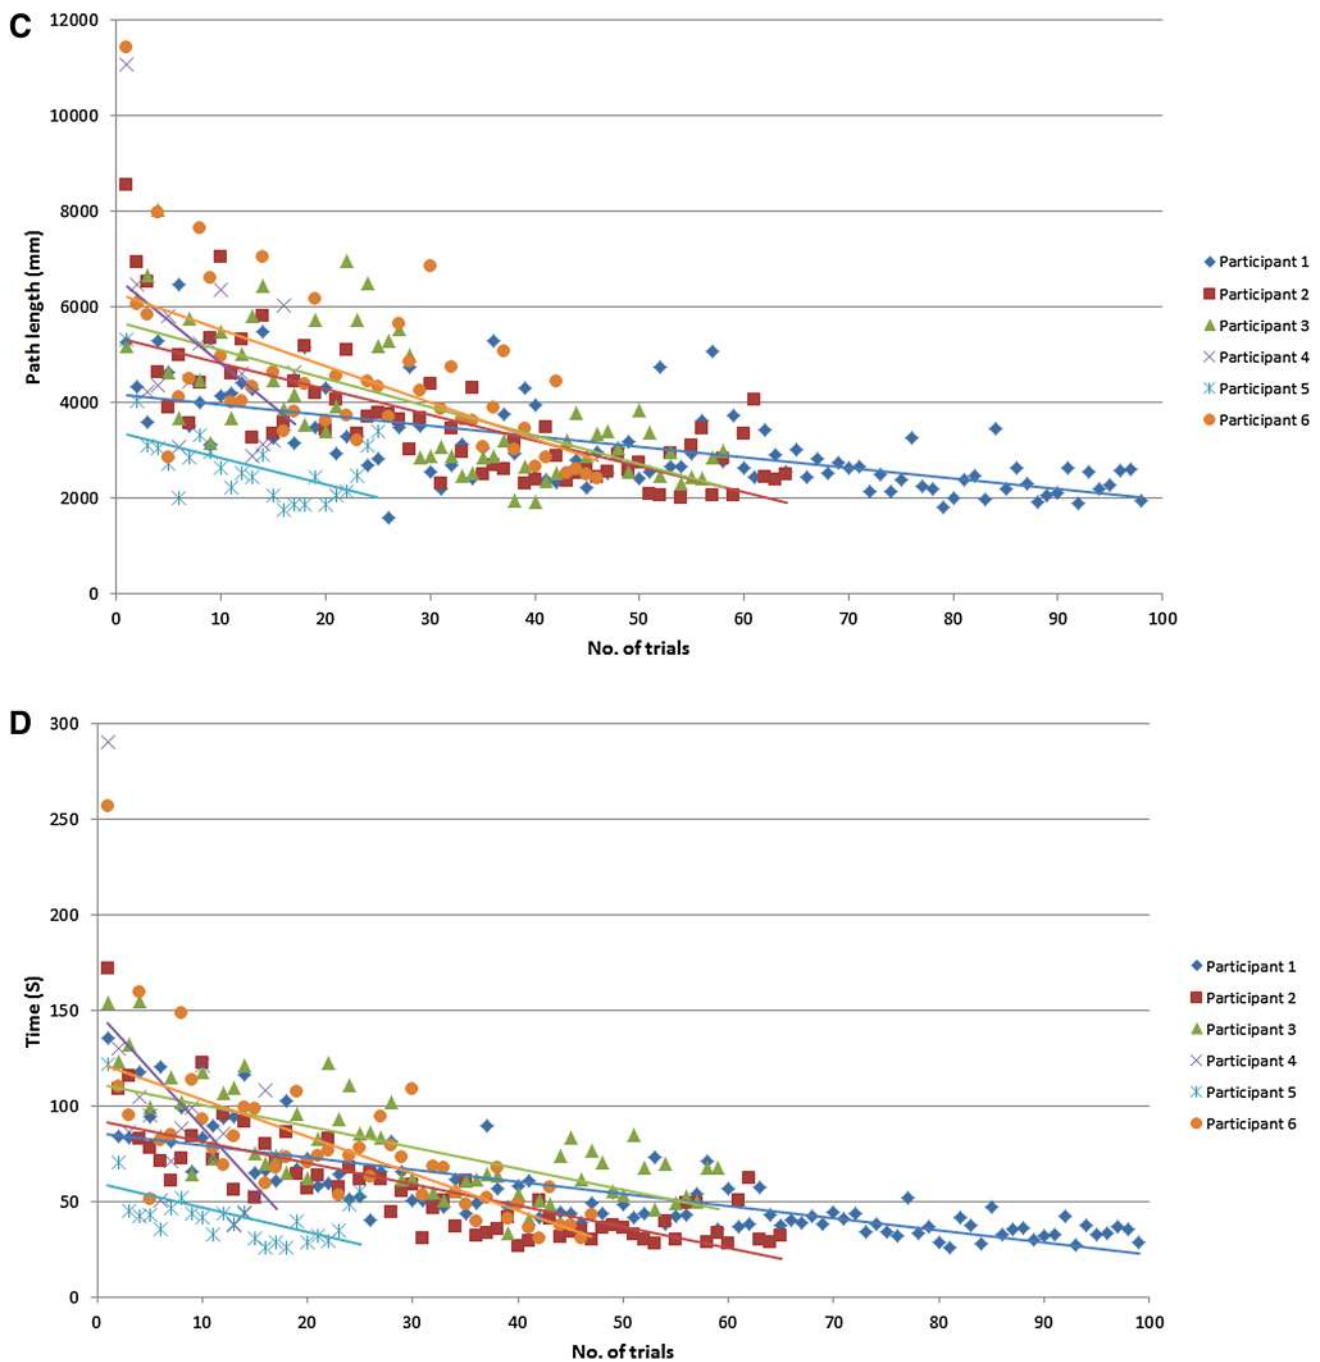 C
12000
10000
8000
6000
4000
2000
0
Path length (mm)
0 10 20 30 40 50 60 70 80 90 100
No. of trials
Participant 1
Participant 2
Participant 3
Participant 4
Participant 5
Participant 6
D
300
250
200
150
100
50
0
Time (S)
0 10 20 30 40 50 60 70 80 90 100
No. of trials
Participant 1
Participant 2
Participant 3
Participant 4
Participant 5
Participant 6